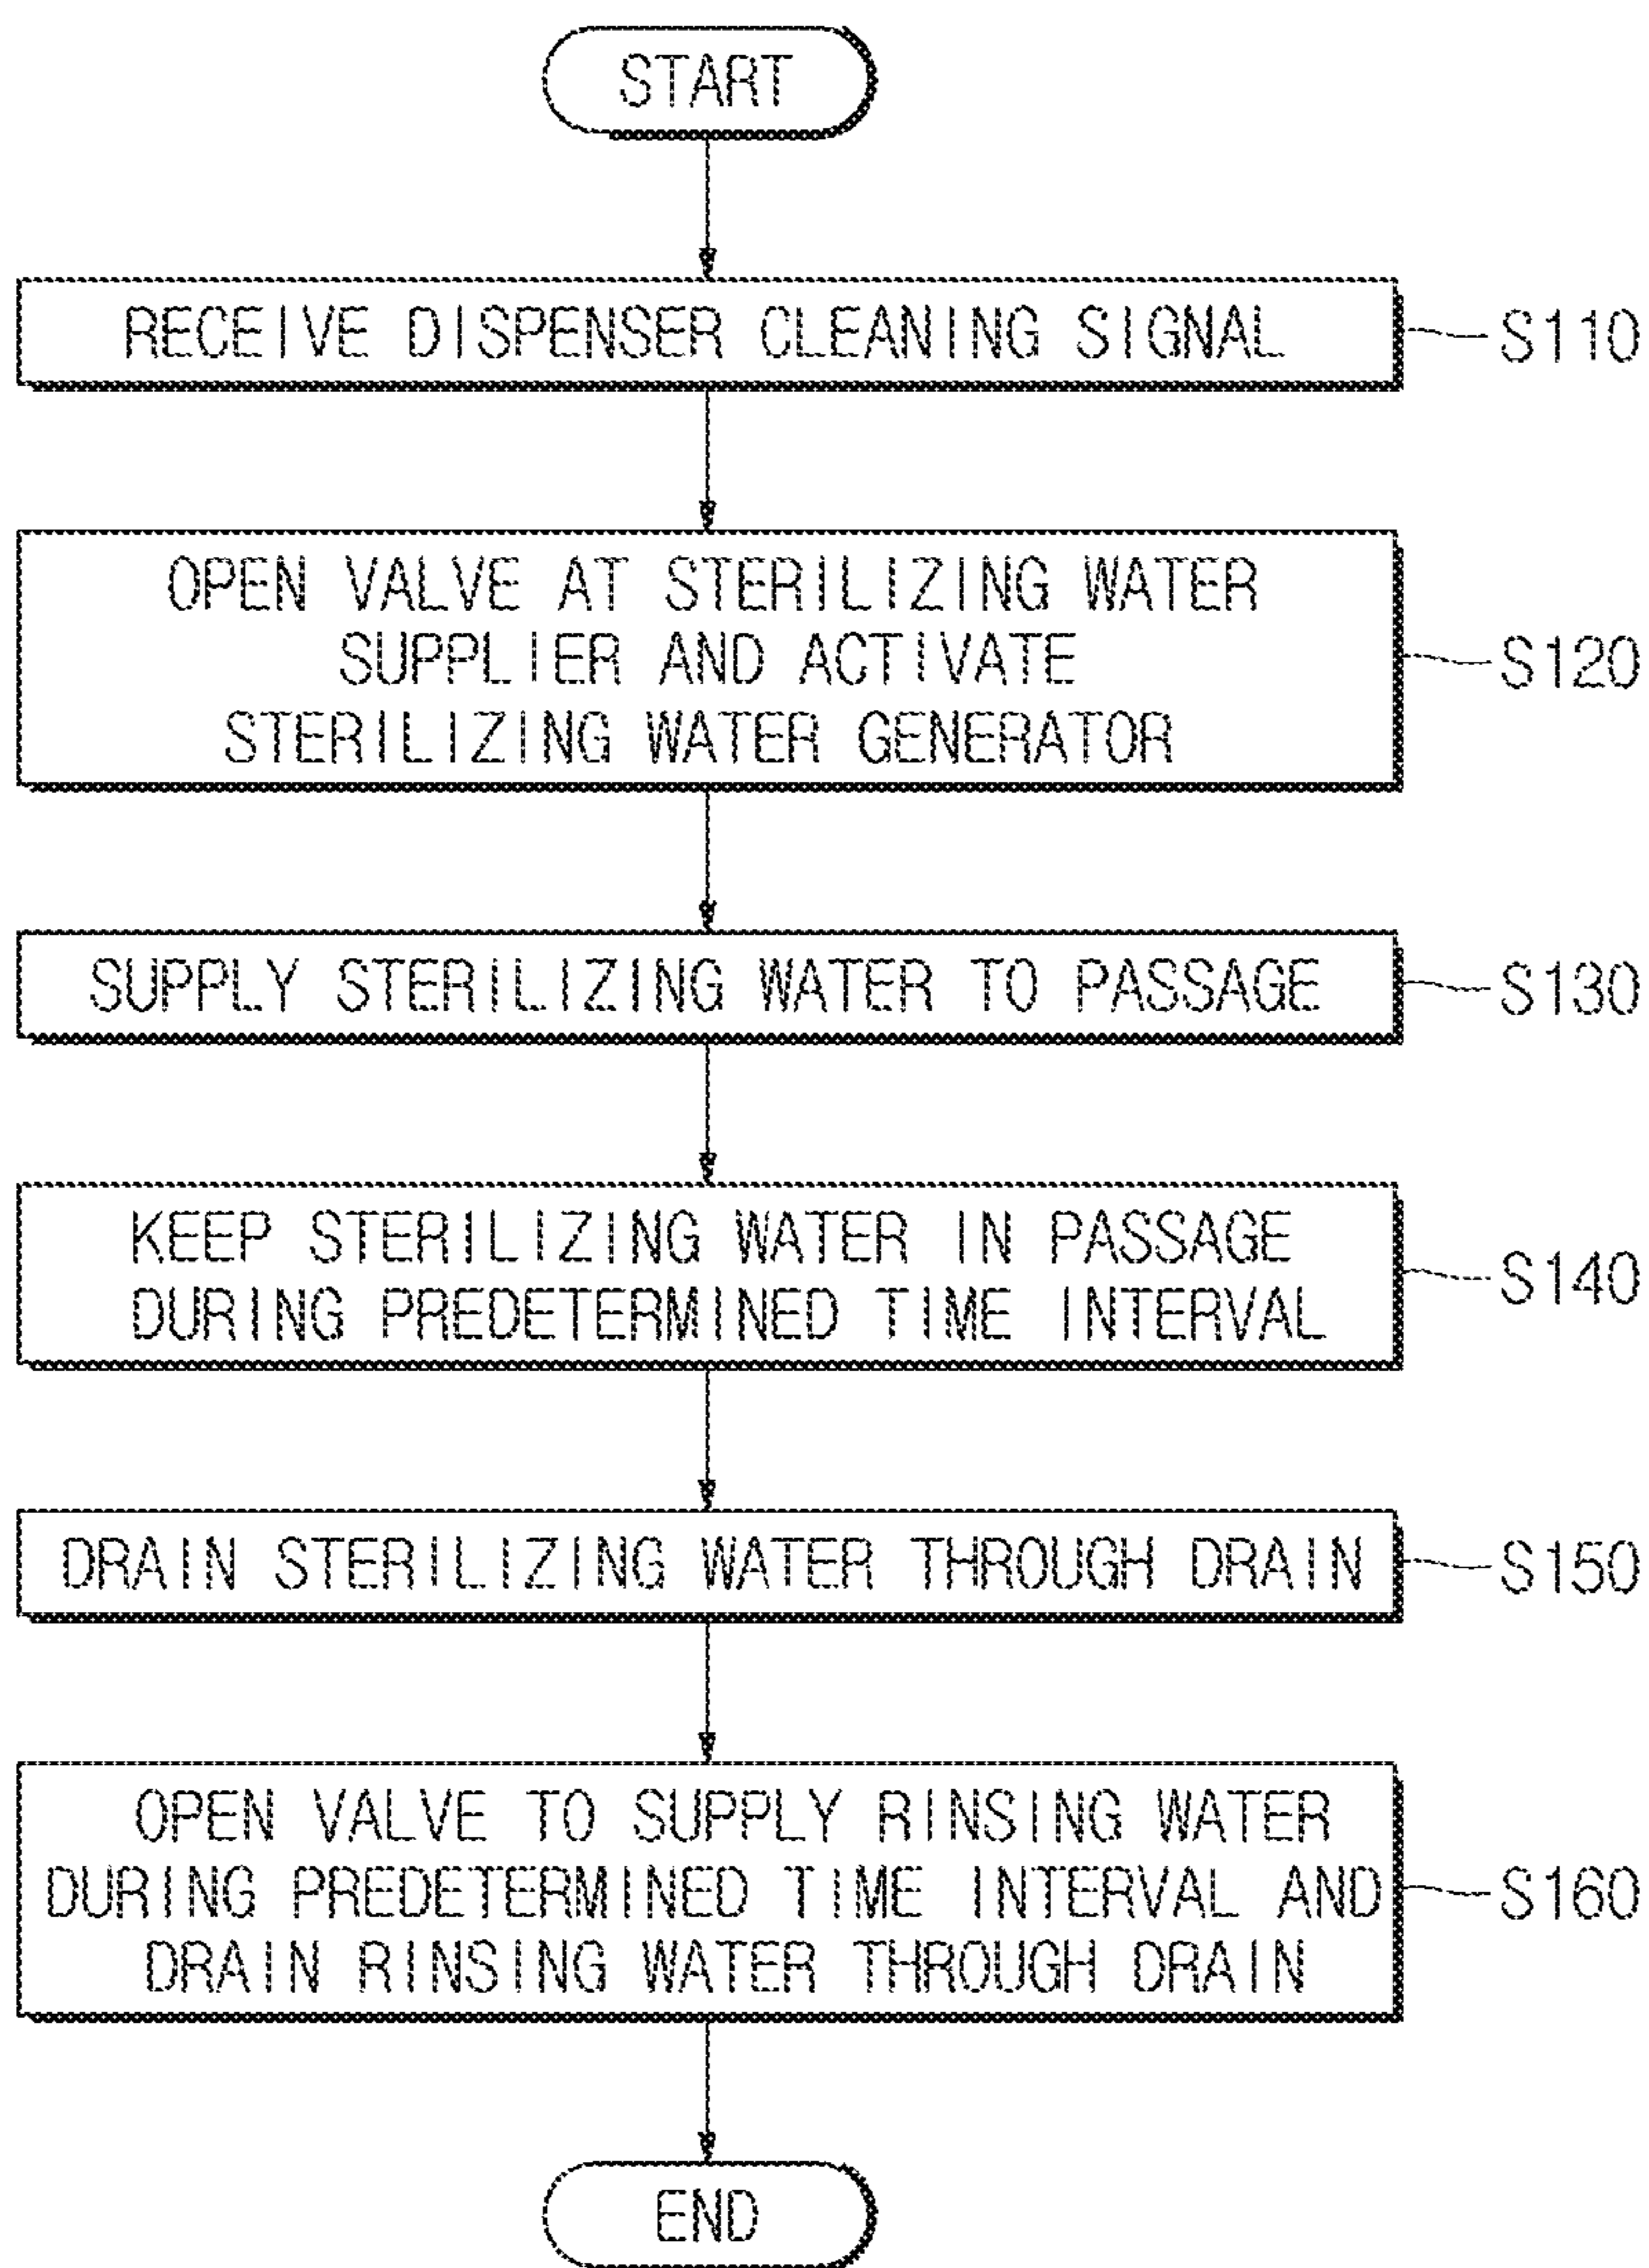 START
RECEIVE DISPENSER CLEANING SIGNAL
S110
OPEN VALVE AT STERILIZING WATER
SUPPLIER AND ACTIVATE
STERILIZING WATER GENERATOR
S120
SUPPLY STERILIZING WATER TO PASSAGE
S130
KEEP STERILIZING WATER IN PASSAGE
DURING PREDETERMINED TIME INTERVAL
S140
DRAIN STERILIZING WATER THROUGH DRAIN
S150
OPEN VALVE TO SUPPLY RINSING WATER
DURING PREDETERMINED TIME INTERVAL AND
DRAIN RINSING WATER THROUGH DRAIN
S160
END